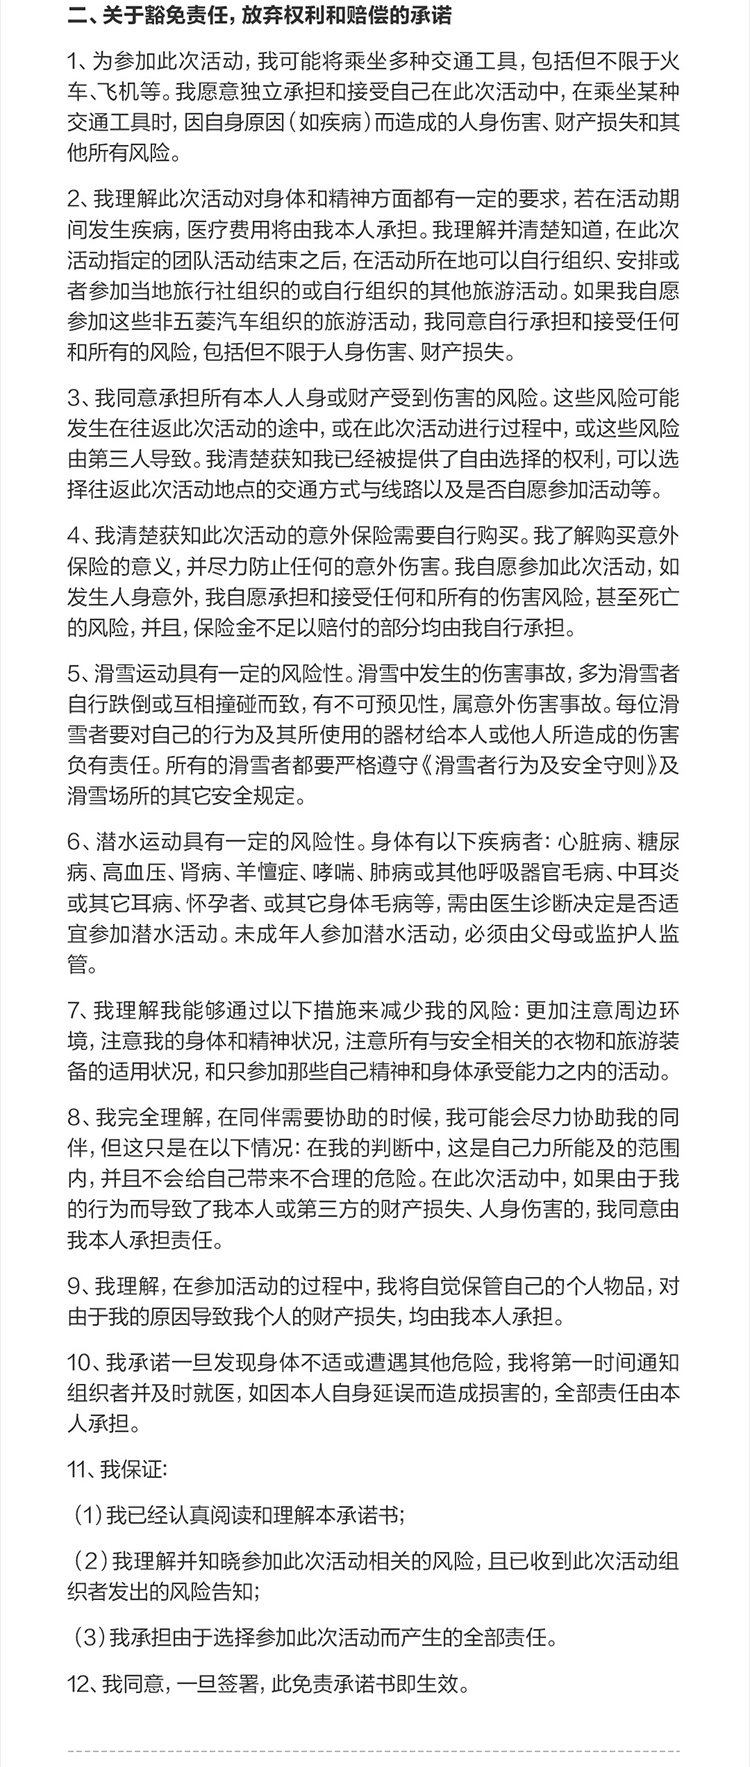 二、关于豁免责任，放弃权利和赔偿的承诺
1、为参加此次活动，我可能将乘坐多种交通工具，包括但不限于火
车、飞机等。我愿意独立承担和接受自己在此次活动中，在乘坐某种
交通工具时，因自身原因（如疾病）而造成的人身伤害、财产损失和其
他所有风险。
2、我理解此次活动对身体和精神方面都有一定的要求，若在活动期
间发生疾病，医疗费用将由我本人承担。我理解并清楚知道，在此次
活动指定的团队活动结束之后，在活动所在地可以自行组织、安排或
者参加当地旅行社组织的或自行组织的其他旅游活动。如果我自愿
参加这些非五菱汽车组织的旅游活动，我同意自行承担和接受任何
和所有的风险，包括但不限于人身伤害、财产损失。
3、我同意承担所有本人人身或财产受到伤害的风险。这些风险可能
发生在往返此次活动的途中，或在此次活动进行过程中，或这些风险
由第三人导致。我清楚获知我已经被提供了自由选择的权利，可以选
择往返此次活动地点的交通方式与线路以及是否自愿参加活动等。
4、我清楚获知此次活动的意外保险需要自行购买。我了解购买意外
保险的意义，并尽力防止任何的意外伤害。我自愿参加此次活动，如
发生人身意外，我自愿承担和接受任何和所有的伤害风险，甚至死亡
的风险，并且，保险金不足以赔付的部分均由我自行承担。
5、滑雪运动具有一定的风险性。滑雪中发生的伤害事故，多为滑雪者
自行跌倒或互相撞碰而致，有不可预见性，属意外伤害事故。每位滑
雪者要对自己的行为及其所使用的器材给本人或他人所造成的伤害
负有责任。所有的滑雪者都要严格遵守《滑雪者行为及安全守则》及
滑雪场所的其它安全规定。
6、潜水运动具有一定的风险性。身体有以下疾病者：心脏病、糖尿
病、高血压、肾病、羊憻症、哮喘、肺病或其他呼吸器官毛病、中耳炎
或其它耳病、怀孕者、或其它身体毛病等，需由医生诊断决定是否适
宜参加潜水活动。未成年人参加潜水活动，必须由父母或监护人监
管。
7、我理解我能够通过以下措施来减少我的风险：更加注意周边环
境，注意我的身体和精神状况，注意所有与安全相关的衣物和旅游装
备的适用状况，和只参加那些自己精神和身体承受能力之内的活动。
8、我完全理解，在同伴需要协助的时候，我可能会尽力协助我的同
伴，但这只是在以下情况：在我的判断中，这是自己力所能及的范围
内，并且不会给自己带来不合理的危险。在此次活动中，如果由于我
的行为而导致了我本人或第三方的财产损失、人身伤害的，我同意由
我本人承担责任。
9、我理解，在参加活动的过程中，我将自觉保管自己的个人物品，对
由于我的原因导致我个人的财产损失，均由我本人承担。
10、我承诺一旦发现身体不适或遭遇其他危险，我将第一时间通知
组织者并及时就医，如因本人自身延误而造成损害的，全部责任由本
人承担。
11、我保证：
（1）我已经认真阅读和理解本承诺书；
（2）我理解并知晓参加此次活动相关的风险，且已收到此次活动组
织者发出的风险告知；
（3）我承担由于选择参加此次活动而产生的全部责任。
12、我同意，一旦签署，此免责承诺书即生效。